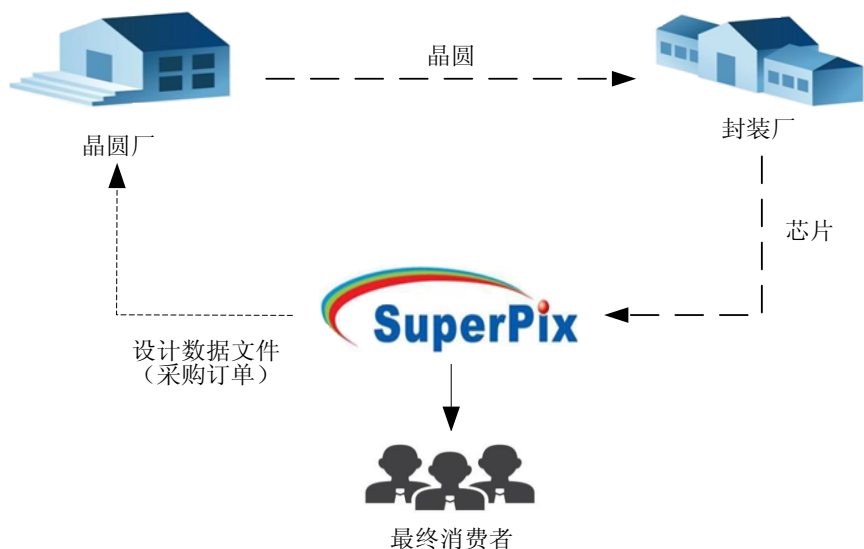 晶圆
晶圆厂
封装厂
芯片
SuperPix
设计数据文件
（采购订单）
最终消费者